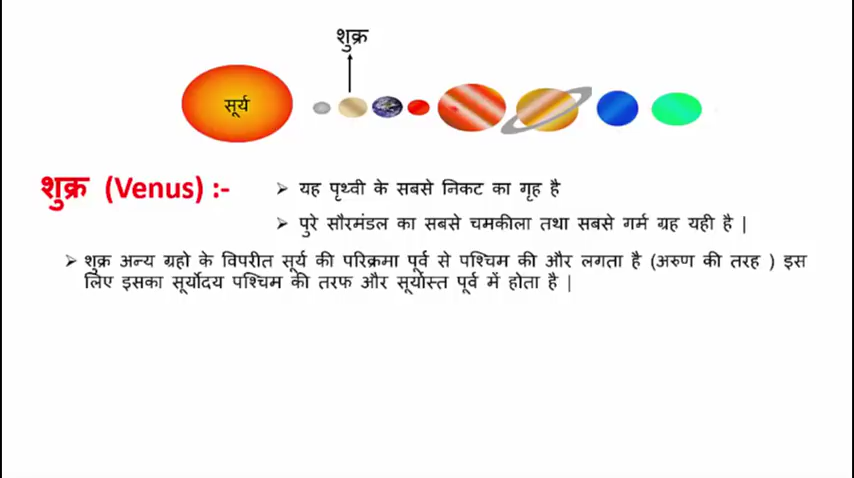 शुक्र
सूर्य
शुक्र (Venus) :-
➢ यह पृथ्वी के सबसे निकट का गृह है
➢ पुरे सौरमंडल का सबसे चमकीला तथा सबसे गर्म ग्रह यही है |
➢ शुक्र अन्य ग्रहो के विपरीत सूर्य की परिक्रमा पूर्व से पश्चिम की और लगता है (अरुण की तरह ) इस
लिए इसका सूर्योदय पश्चिम की तरफ और सूर्योस्त पूर्व में होता है |